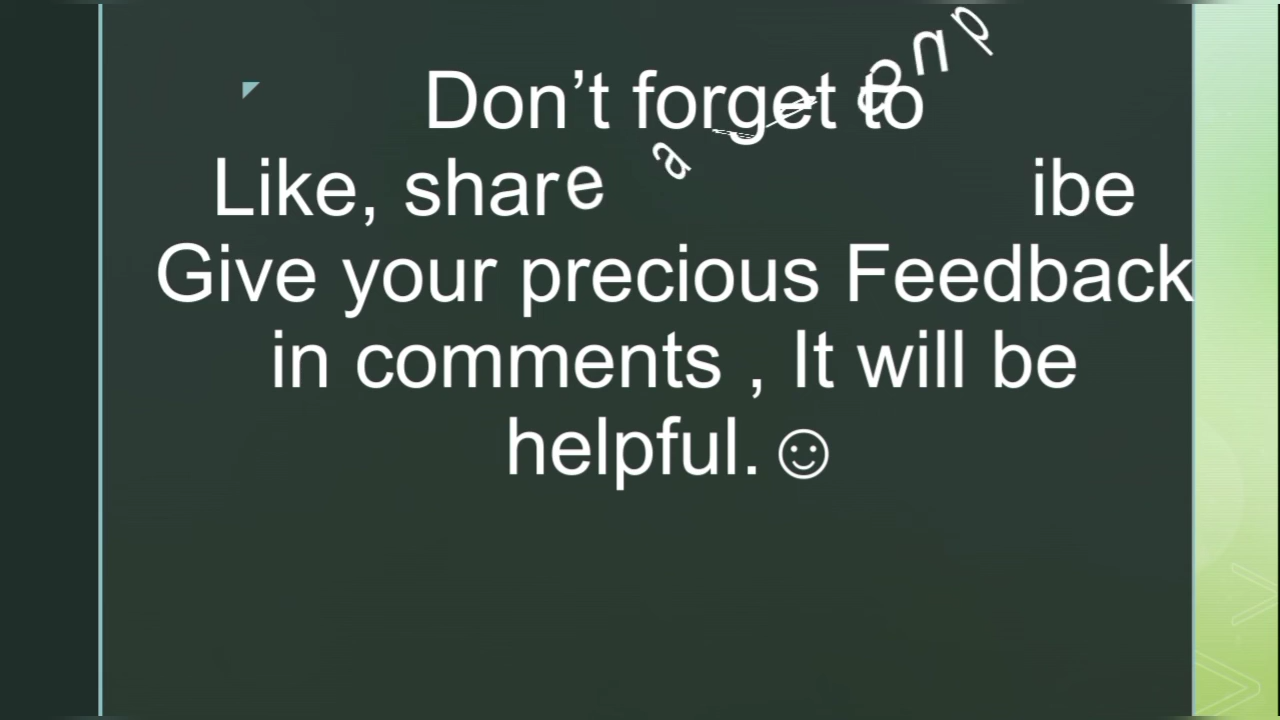 Don’t forget to
Like, share a ibe
Give your precious Feedback
in comments , It will be
helpful.☺